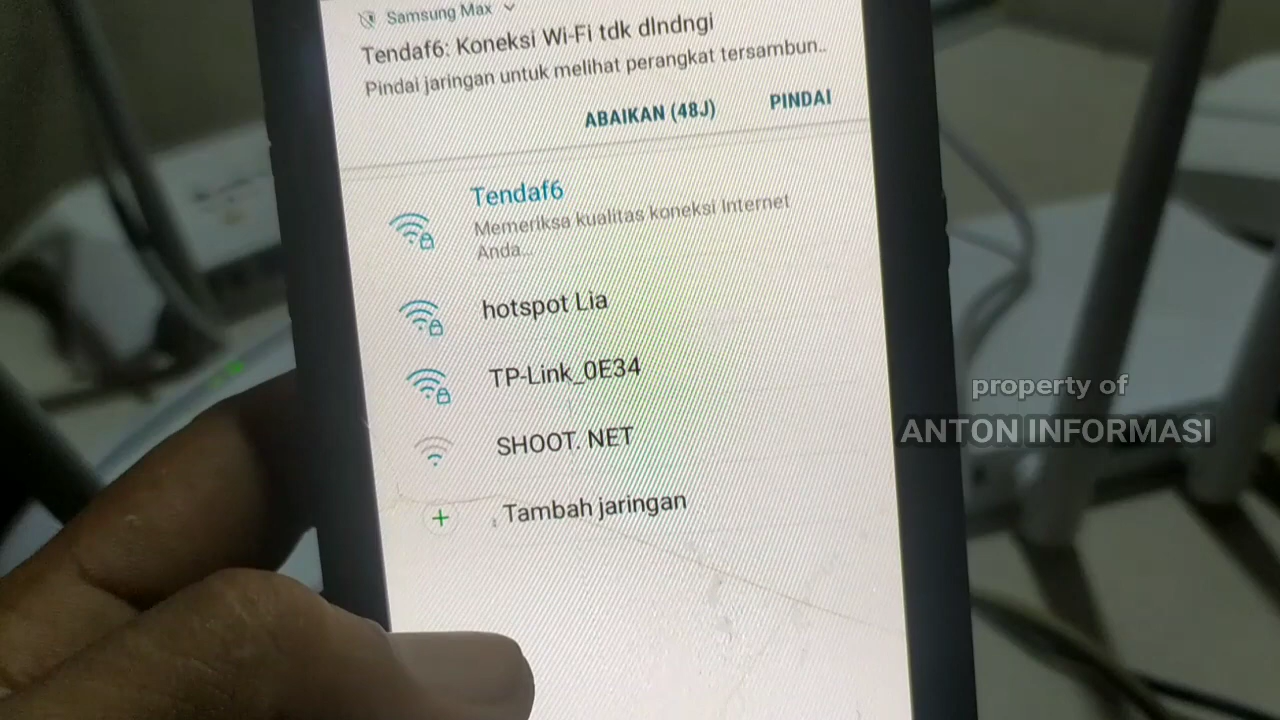 Samsung Max
Tendaf6: Koneksi Wi-Fi tdk dlndngi
Pindai jaringan untuk melihat perangkat tersambun..
ABAIKAN (48J)
PINDAI
Tendaf6
Memeriksa kualitas koneksi Internet
Anda...
hotspot Lia
TP-Link_0E34
SHOOT. NET
Tambah jaringan
property of
ANTON INFORMASI